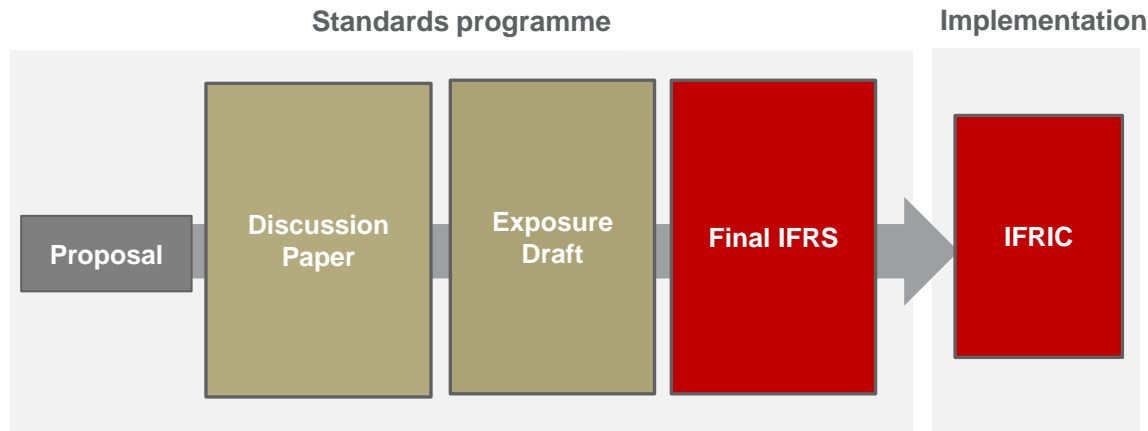 Standards programme
Implementation
Proposal
Discussion
Paper
Exposure
Draft
Final IFRS
IFRIC